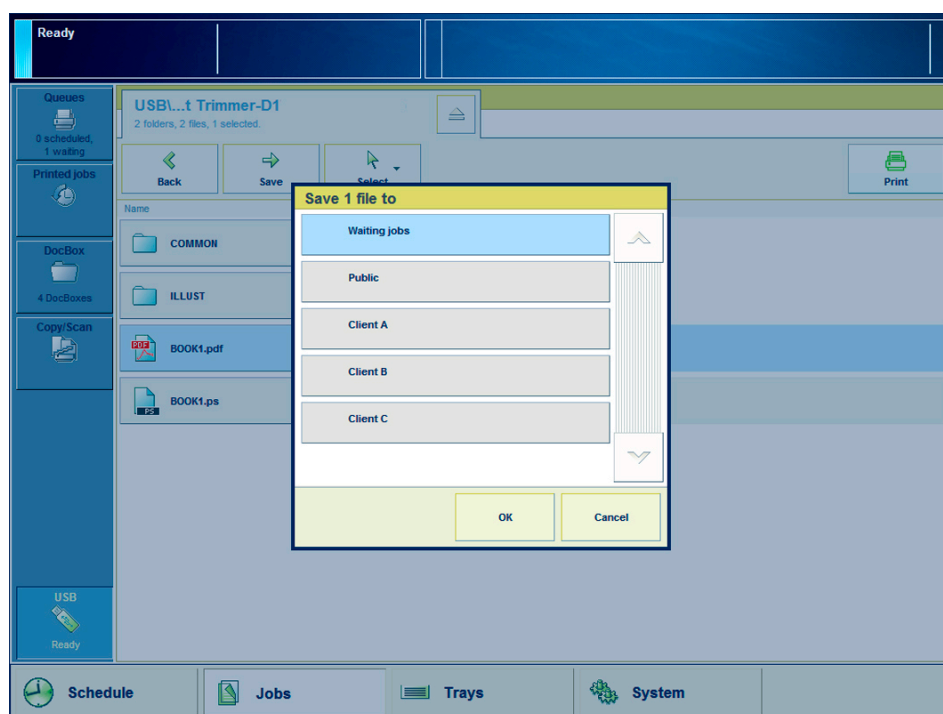 Ready
Queues
0 scheduled,
1 waiting
Printed jobs
DocBox
4 DocBoxes
Copy/Scan
USB
Ready
USB\...t Trimmer-D1
2 folders, 2 files, 1 selected.
Back
Save
Select
Print
Name
COMMON
ILLUST
PDF
BOOK1.pdf
PS
BOOK1.ps
Save 1 file to
Waiting jobs
Public
Client A
Client B
Client C
OK
Cancel
Schedule
Jobs
Trays
System